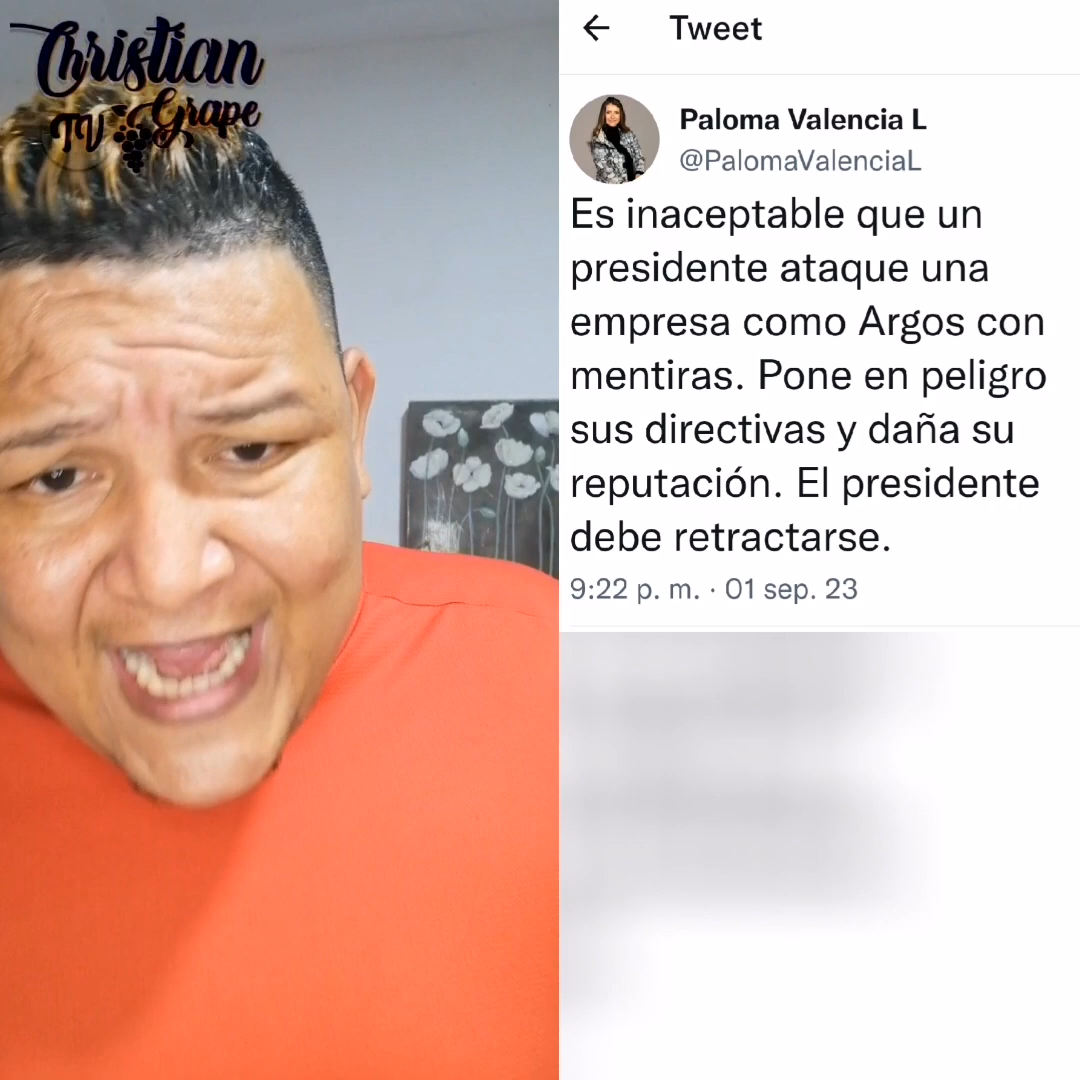 Christian
TV Grape
Tweet
Paloma Valencia L
@PalomaValenciaL
Es inaceptable que un
presidente ataque una
empresa como Argos con
mentiras. Pone en peligro
sus directivas y daña su
reputación. El presidente
debe retractarse.
9:22 p. m. · 01 sep. 23